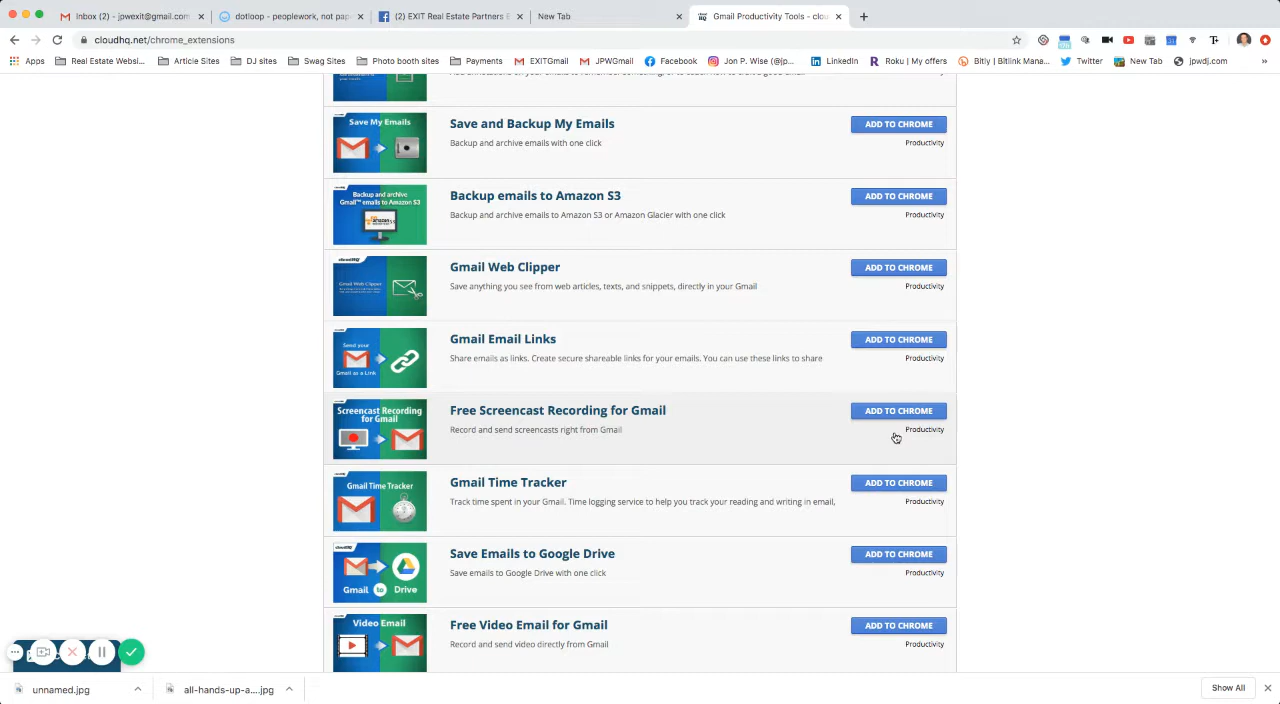 Inbox (2) - jpwexit@gmail.com
dotloop - peoplework, not pap
(2) EXIT Real Estate Partners E
New Tab
Gmail Productivity Tools - clou
cloudhq.net/chrome_extensions
Apps
Real Estate Websi...
Article Sites
DJ sites
Swag Sites
Photo booth sites
Payments
EXITGmail
JPWGmail
Facebook
Jon P. Wise (@jp...
LinkedIn
Roku | My offers
Bitly | Bitlink Mana...
Twitter
New Tab
jpwdj.com
Save My Emails
Save and Backup My Emails
Backup and archive emails with one click
ADD TO CHROME
Productivity
Backup and archive
Gmail™ emails to Amazon S3
Backup emails to Amazon S3
Backup and archive emails to Amazon S3 or Amazon Glacier with one click
ADD TO CHROME
Productivity
cloudHQ
Gmail Web Clipper
Gmail Web Clipper
Save anything you see from web articles, texts, and snippets, directly in your Gmail
ADD TO CHROME
Productivity
Send your
Gmail as a Link
Gmail Email Links
Share emails as links. Create secure shareable links for your emails. You can use these links to share
ADD TO CHROME
Productivity
Screencast Recording
for Gmail
Free Screencast Recording for Gmail
Record and send screencasts right from Gmail
ADD TO CHROME
Productivity
Gmail Time Tracker
Gmail Time Tracker
Track time spent in your Gmail. Time logging service to help you track your reading and writing in email,
ADD TO CHROME
Productivity
cloudHQ
Gmail to Drive
Save Emails to Google Drive
Save emails to Google Drive with one click
ADD TO CHROME
Productivity
Video Email
Free Video Email for Gmail
Record and send video directly from Gmail
ADD TO CHROME
Productivity
unnamed.jpg
all-hands-up-a....jpg
Show All